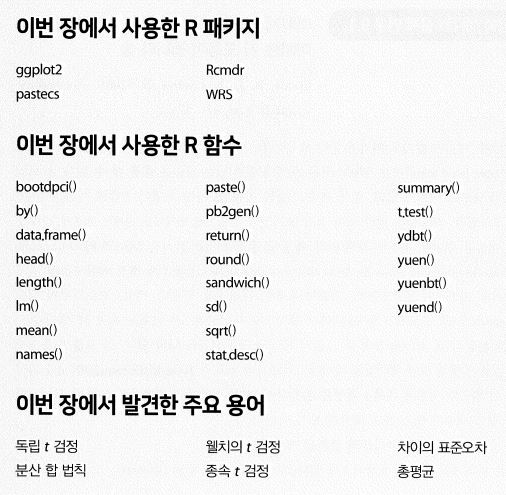 이번 장에서 사용한 R 패키지
ggplot2 Rcmdr
pastecs WRS
이번 장에서 사용한 R 함수
bootdpci() paste() summary()
by() pb2gen() t.test()
data.frame() return() ydbt()
head() round() yuen()
length() sandwich() yuenbt()
lm() sd() yuend()
mean() sqrt()
names() stat.desc()
이번 장에서 발견한 주요 용어
독립 t 검정 웰치의 t 검정 차이의 표준오차
분산 합 법칙 종속 t 검정 총평균